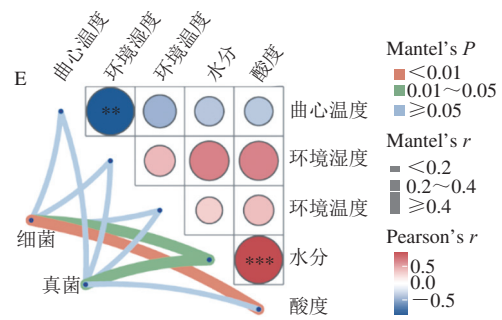 E
曲心温度
环境湿度
环境温度
水分
酸度
**
曲心温度
环境湿度
环境温度
***
水分
酸度
细菌
真菌
Mantel's P
<0.01
0.01~0.05
≥0.05
Mantel's r
<0.2
0.2~0.4
≥0.4
Pearson's r
0.5
0.0
−0.5